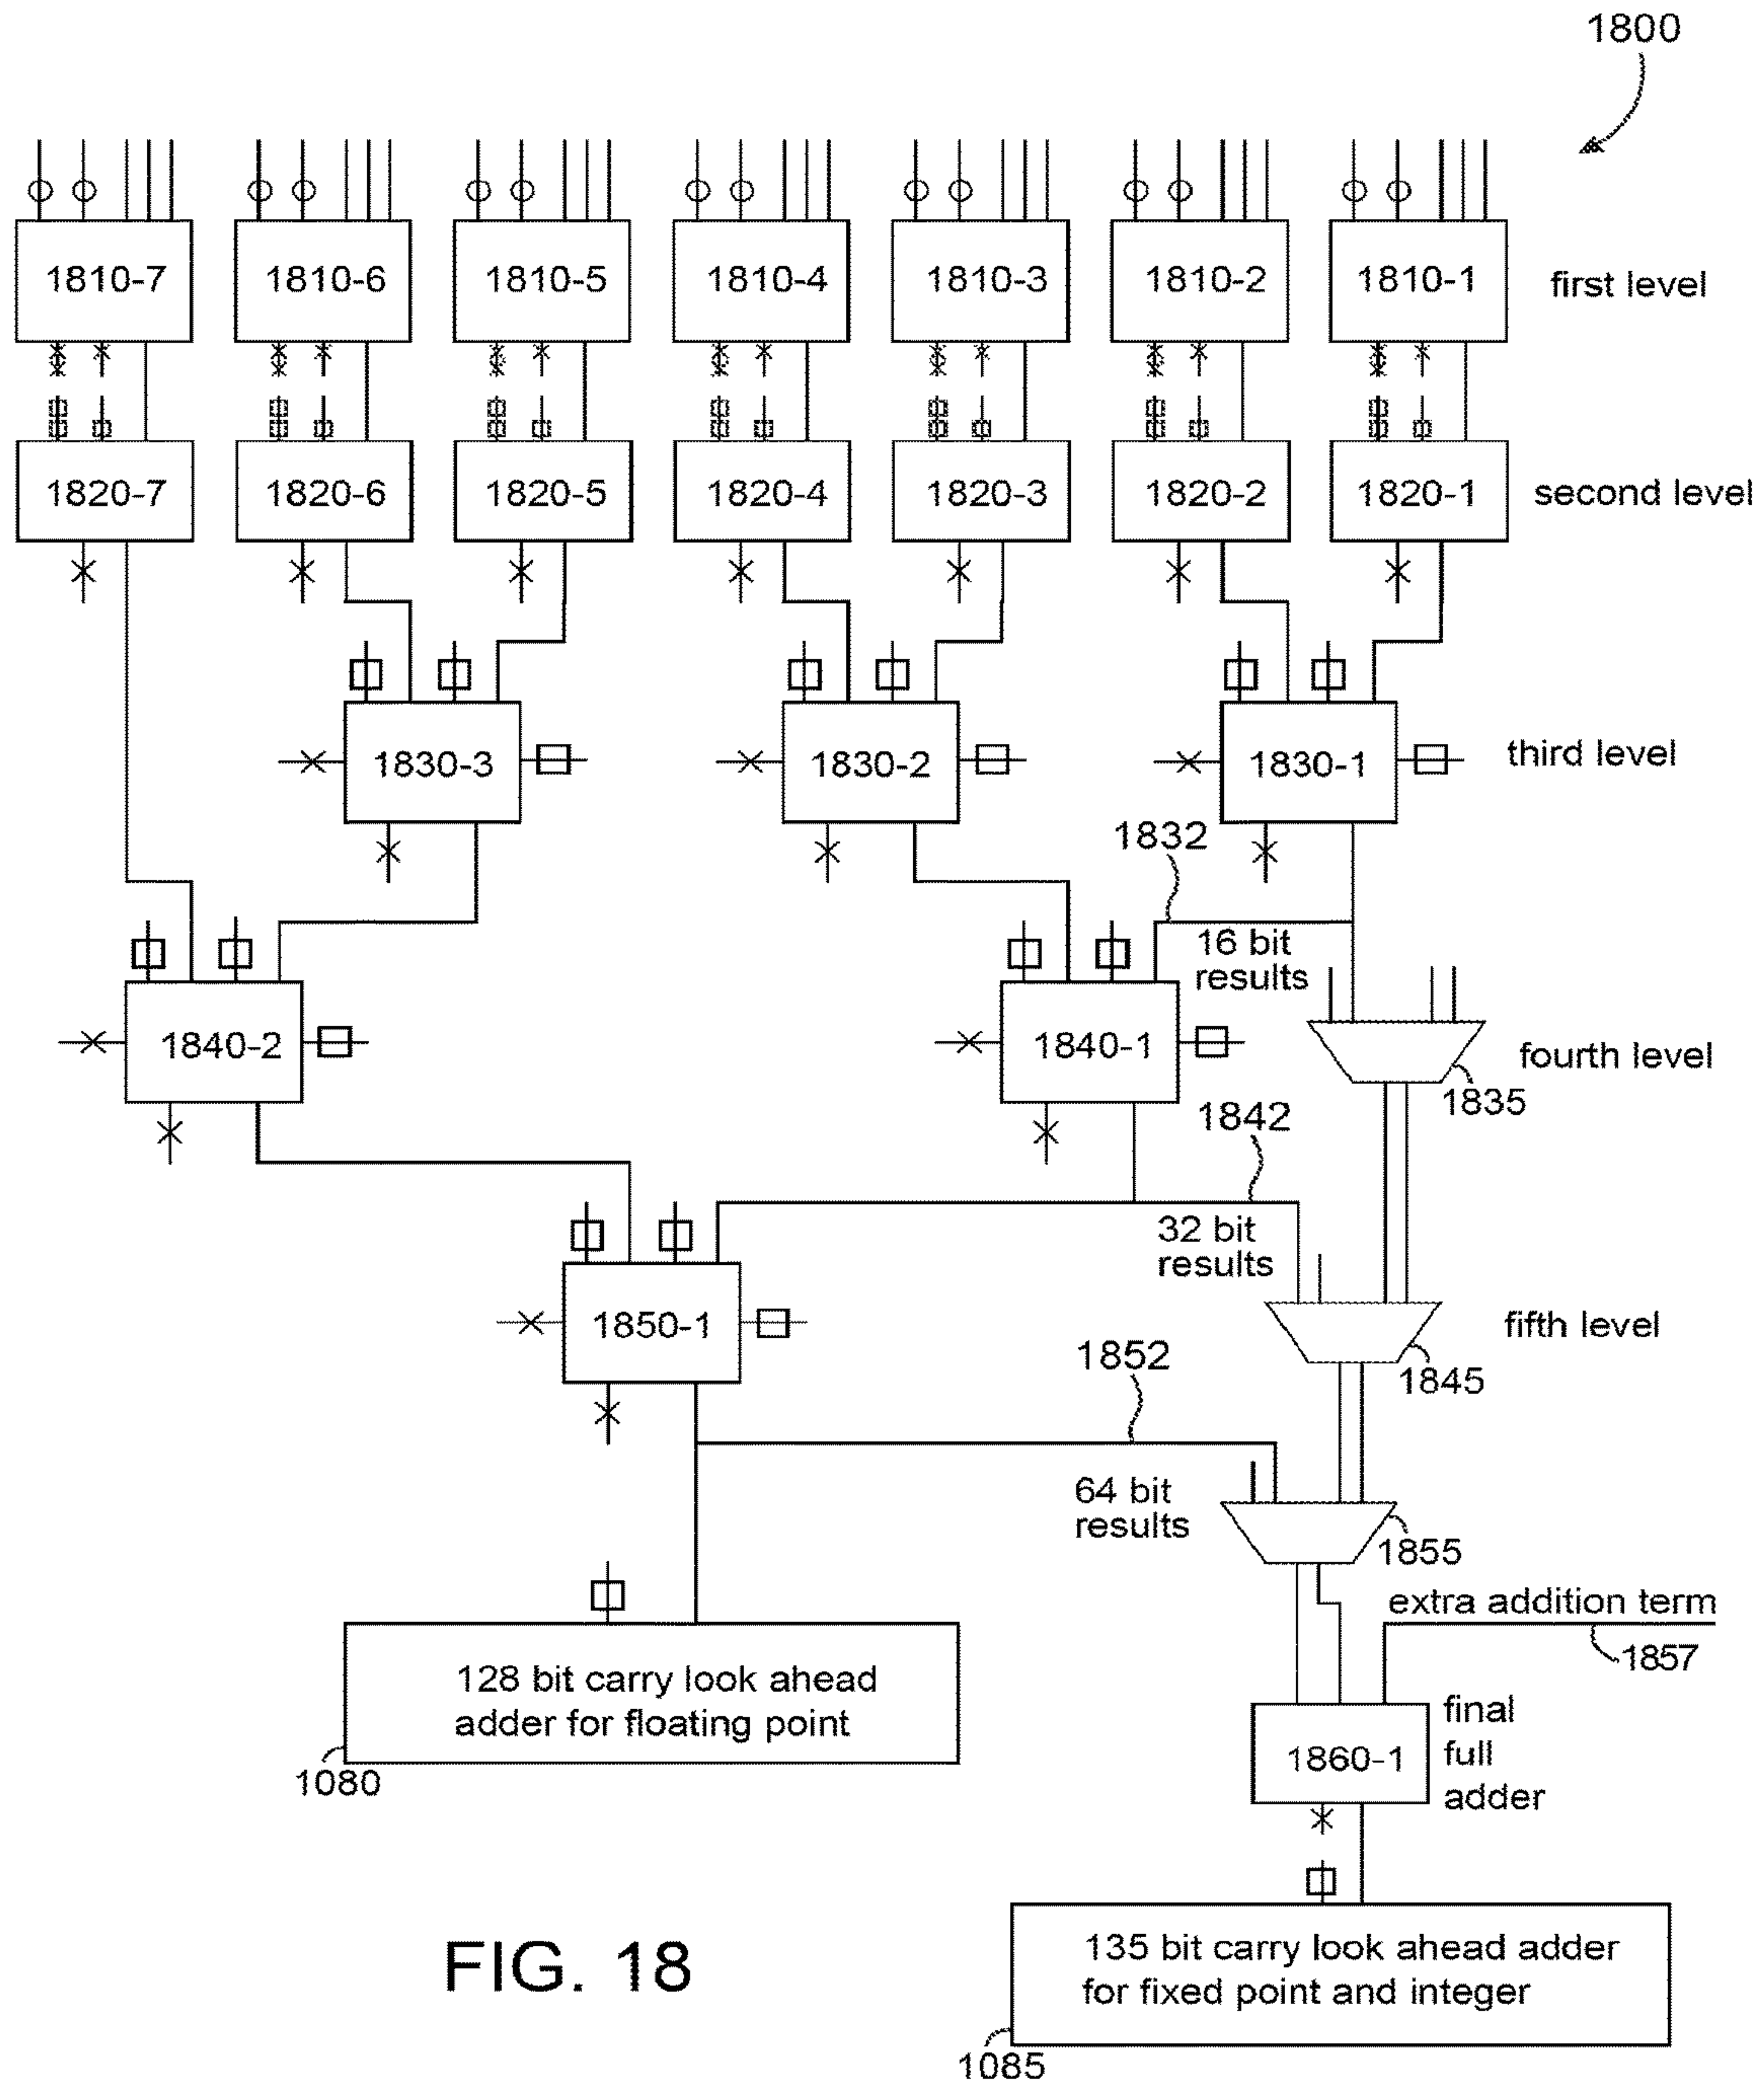 1800
1810-7 1810-6 1810-5 1810-4 1810-3 1810-2 1810-1 first level
1820-7 1820-6 1820-5 1820-4 1820-3 1820-2 1820-1 second level
1830-3 1830-2 1830-1 third level
1832
16 bit
results
1840-2 1840-1 fourth level
1835
1842
32 bit
results
1850-1 fifth level
1845
1852
64 bit
results
1855
extra addition term
1857
128 bit carry look ahead
adder for floating point
1080
1860-1
final
full
adder
135 bit carry look ahead adder
for fixed point and integer
1085
FIG. 18